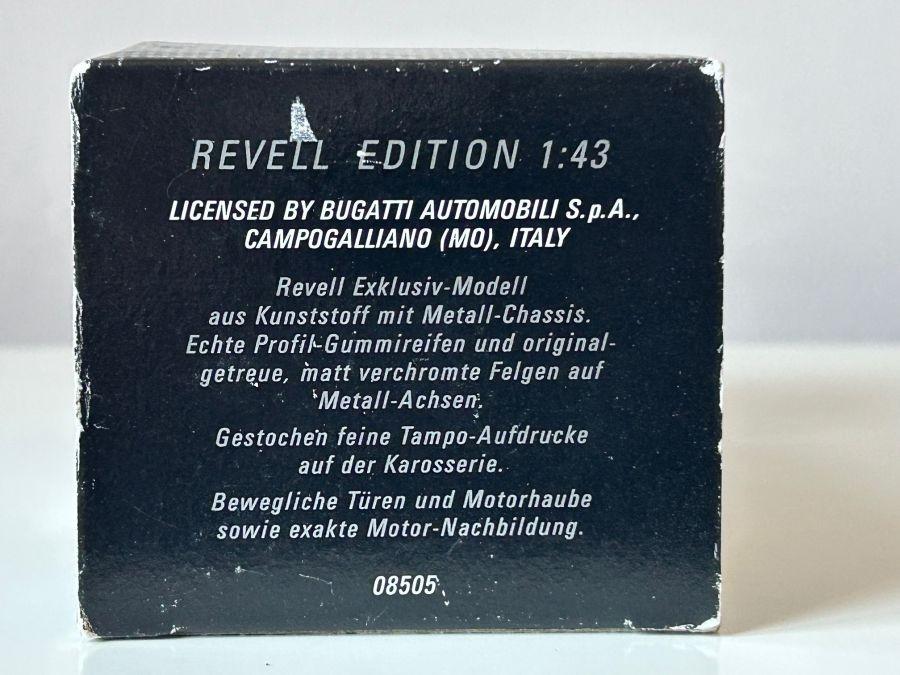 REVELL EDITION 1:43
LICENSED BY BUGATTI AUTOMOBILI S.p.A.,
CAMPOGALLIANO (MO), ITALY
Revell Exklusiv-Modell
aus Kunststoff mit Metall-Chassis.
Echte Profil-Gummireifen und original-
getreue, matt verchromte Felgen auf
Metall-Achsen.
Gestochen feine Tampo-Aufdrucke
auf der Karosserie.
Bewegliche Türen und Motorhaube
sowie exakte Motor-Nachbildung.
08505